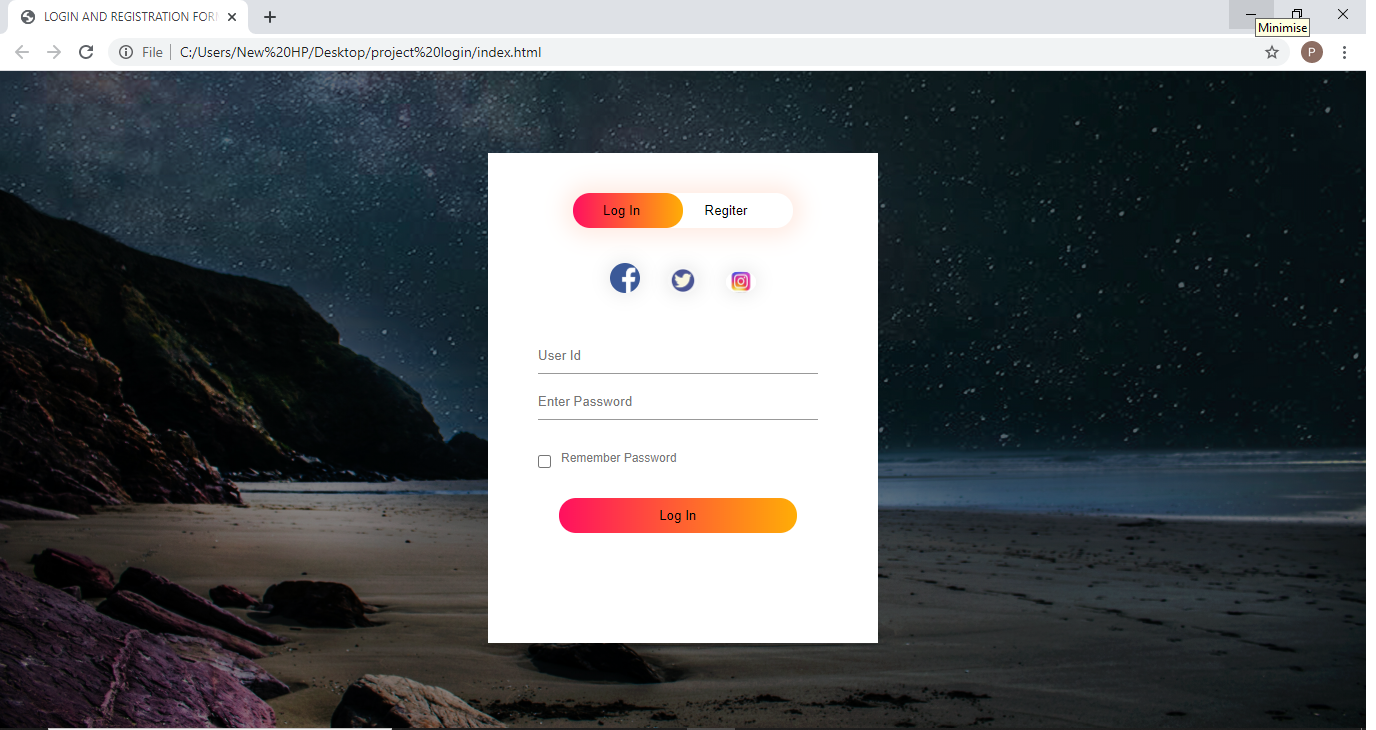 LOGIN AND REGISTRATION FOR
Minimise
File C:/Users/New%20HP/Desktop/project%20login/index.html
P
Log In Regiter
User Id
Enter Password
Remember Password
Log In